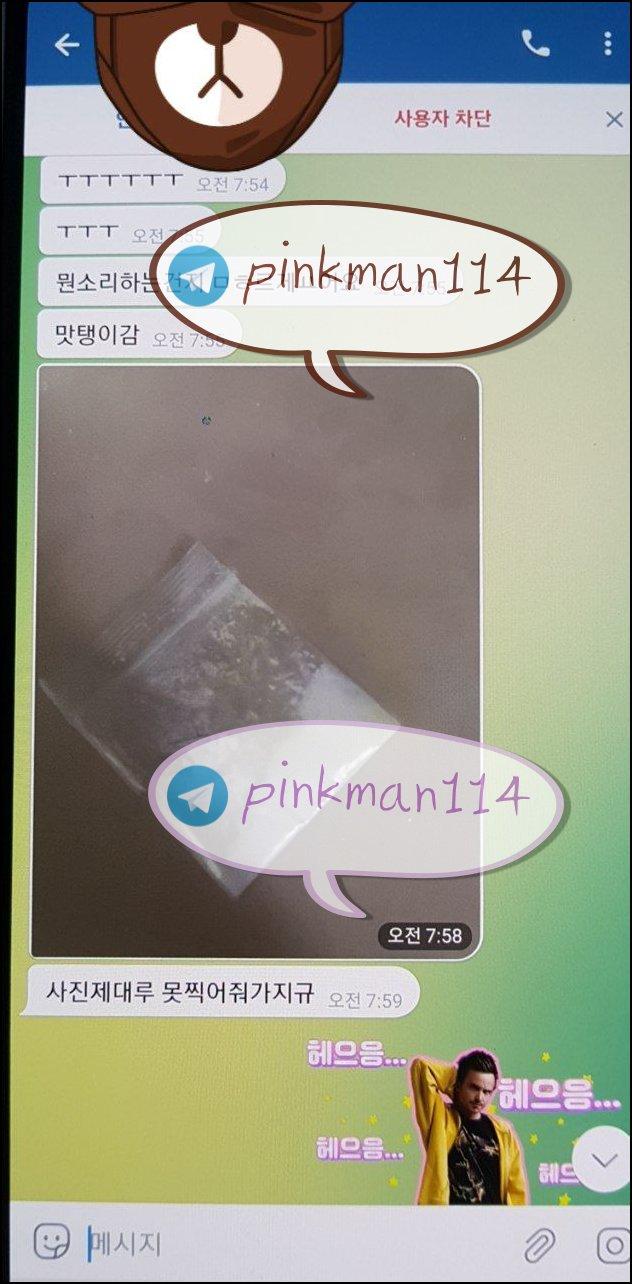 사용자 차단
ㅜㅜㅜㅜㅜㅜ 오전 7:54
ㅜㅜㅜ 오전
pinkman114
뭔소리하는건지
맛탱이감 오전
pinkman114
오전 7:58
사진제대루 못찍어줘가지규 오전 7:59
헤으응...
헤으응...
헤으응...
메시지